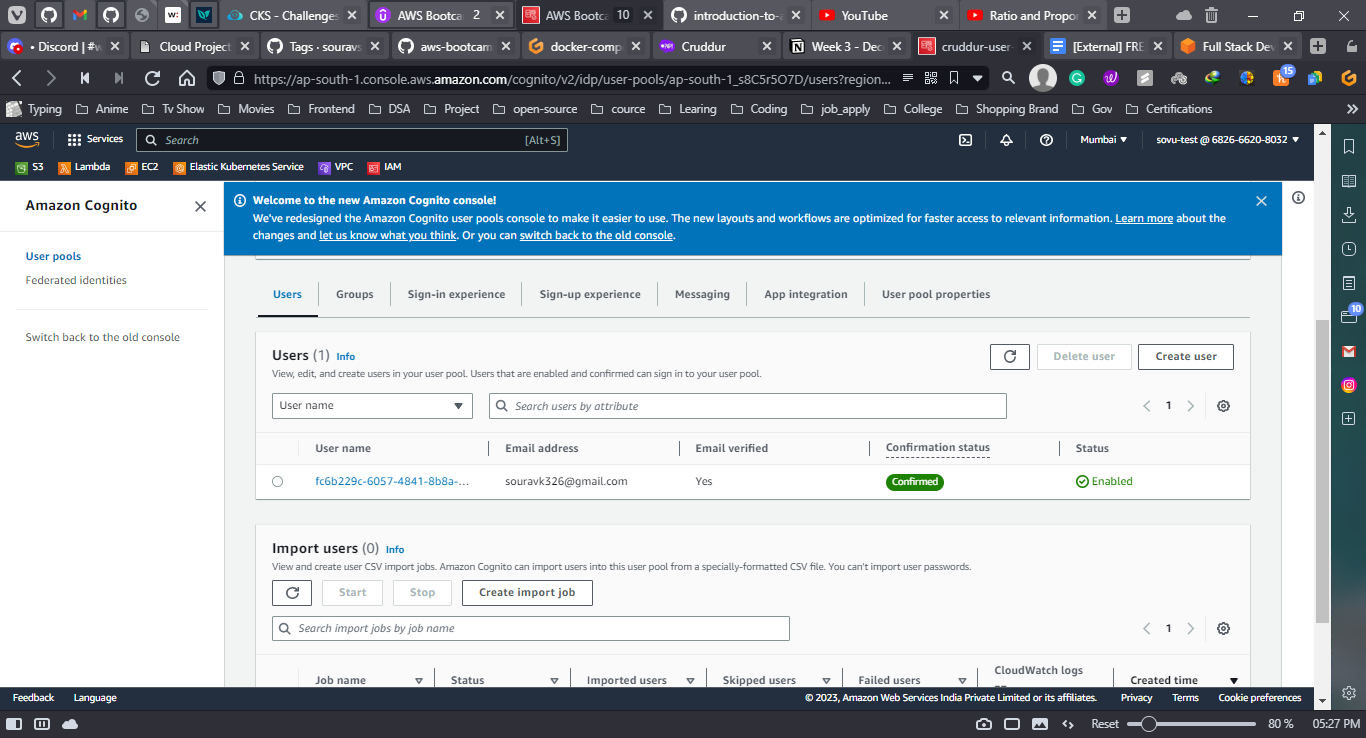 CKS - Challenges
AWS Bootca 2
AWS Bootca 10
introduction-to-a
YouTube
Ratio and Propor
• Discord | #w
Cloud Project
Tags · souravs
aws-bootcam
docker-comp
Cruddur
Week 3 - Dec
cruddur-user-
[External] FRE
Full Stack Dev
https://ap-south-1.console.aws.amazon.com/cognito/v2/idp/user-pools/ap-south-1_s8C5r5O7D/users?region...
15
Typing
Anime
Tv Show
Movies
Frontend
DSA
Project
open-source
cource
Learing
Coding
job_apply
College
Shopping Brand
Gov
Certifications
aws
Services
Search
[Alt+S]
Mumbai
sovu-test @ 6826-6620-8032
S3
Lambda
EC2
Elastic Kubernetes Service
VPC
IAM
Amazon Cognito
User pools
Federated identities
Switch back to the old console
Welcome to the new Amazon Cognito console!
We've redesigned the Amazon Cognito user pools console to make it easier to use. The new layouts and workflows are optimized for faster access to relevant information. Learn more about the
changes and let us know what you think. Or you can switch back to the old console.
10
Users
Groups
Sign-in experience
Sign-up experience
Messaging
App integration
User pool properties
Users (1) Info
View, edit, and create users in your user pool. Users that are enabled and confirmed can sign in to your user pool.
Delete user
Create user
User name
Search users by attribute
1
User name
Email address
Email verified
Confirmation status
Status
fc6b229c-6057-4841-8b8a-...
souravk326@gmail.com
Yes
Confirmed
Enabled
Import users (0) Info
View and create user CSV import jobs. Amazon Cognito can import users into this user pool from a specially-formatted CSV file. You can't import user passwords.
Start
Stop
Create import job
Search import jobs by job name
1
Job name
Status
Imported users
Skipped users
Failed users
CloudWatch logs
Created time
Feedback
Language
© 2023, Amazon Web Services India Private Limited or its affiliates.
Privacy
Terms
Cookie preferences
Reset
80 %
05:27 PM